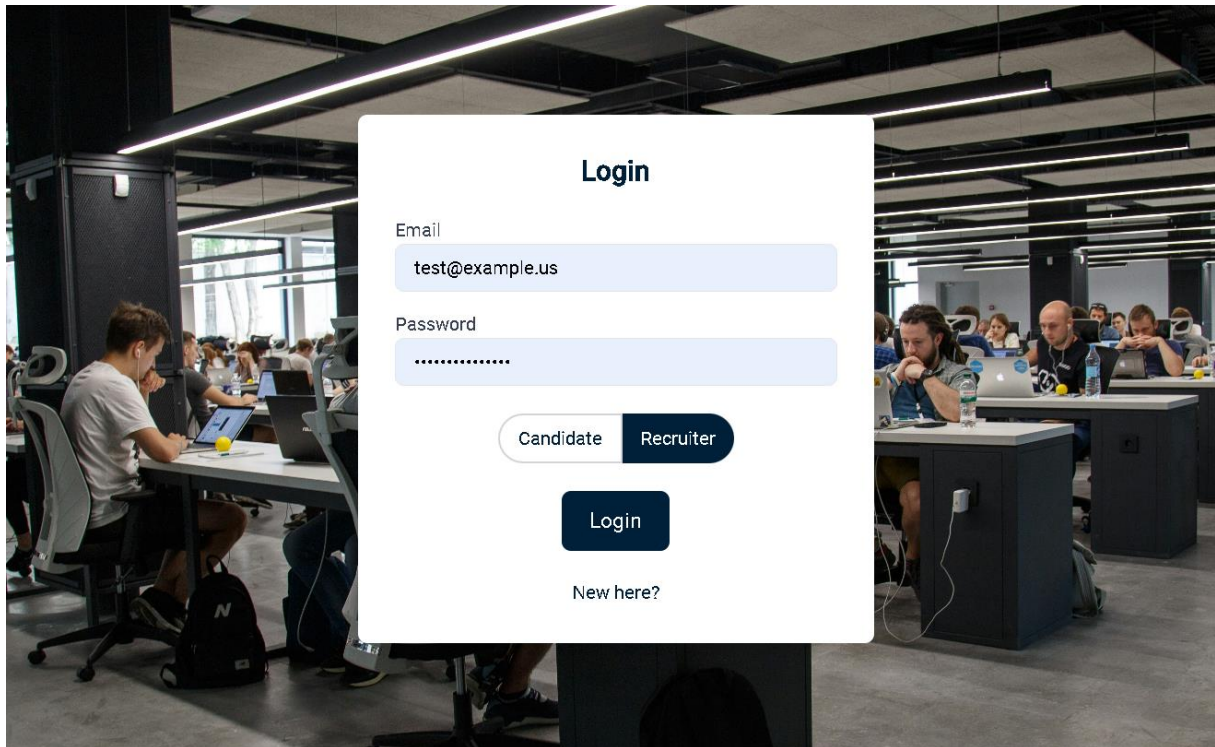 Login
Email
test@example.us
Password
•••••••••••••••
Candidate Recruiter
Login
New here?
N